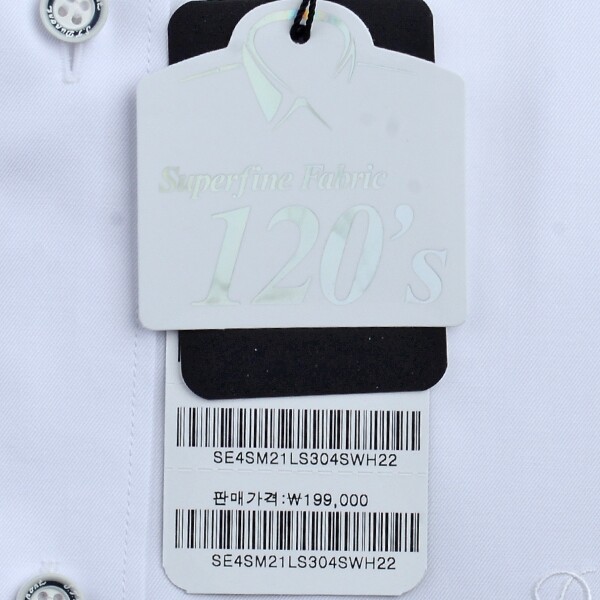 Superfine Fabric
120's
SE4SM21LS304SWH22
판매가격:₩199,000
SE4SM21LS304SWH22